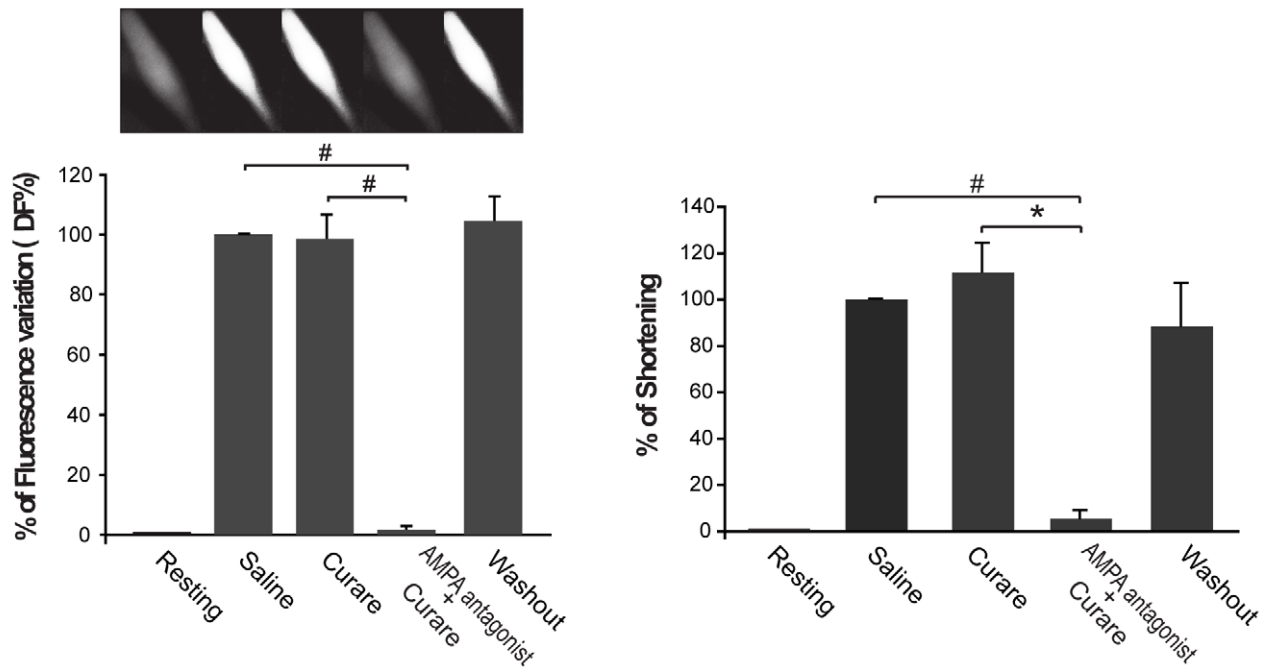 #
#
% of Fluorescence variation ( DF%)
120
100
80
60
40
20
0
Resting
Saline
Curare
AMPA antagonist
+
Curare
Washout
#
*
% of Shortening
140
120
100
80
60
40
20
0
Resting
Saline
Curare
AMPA antagonist
+
Curare
Washout